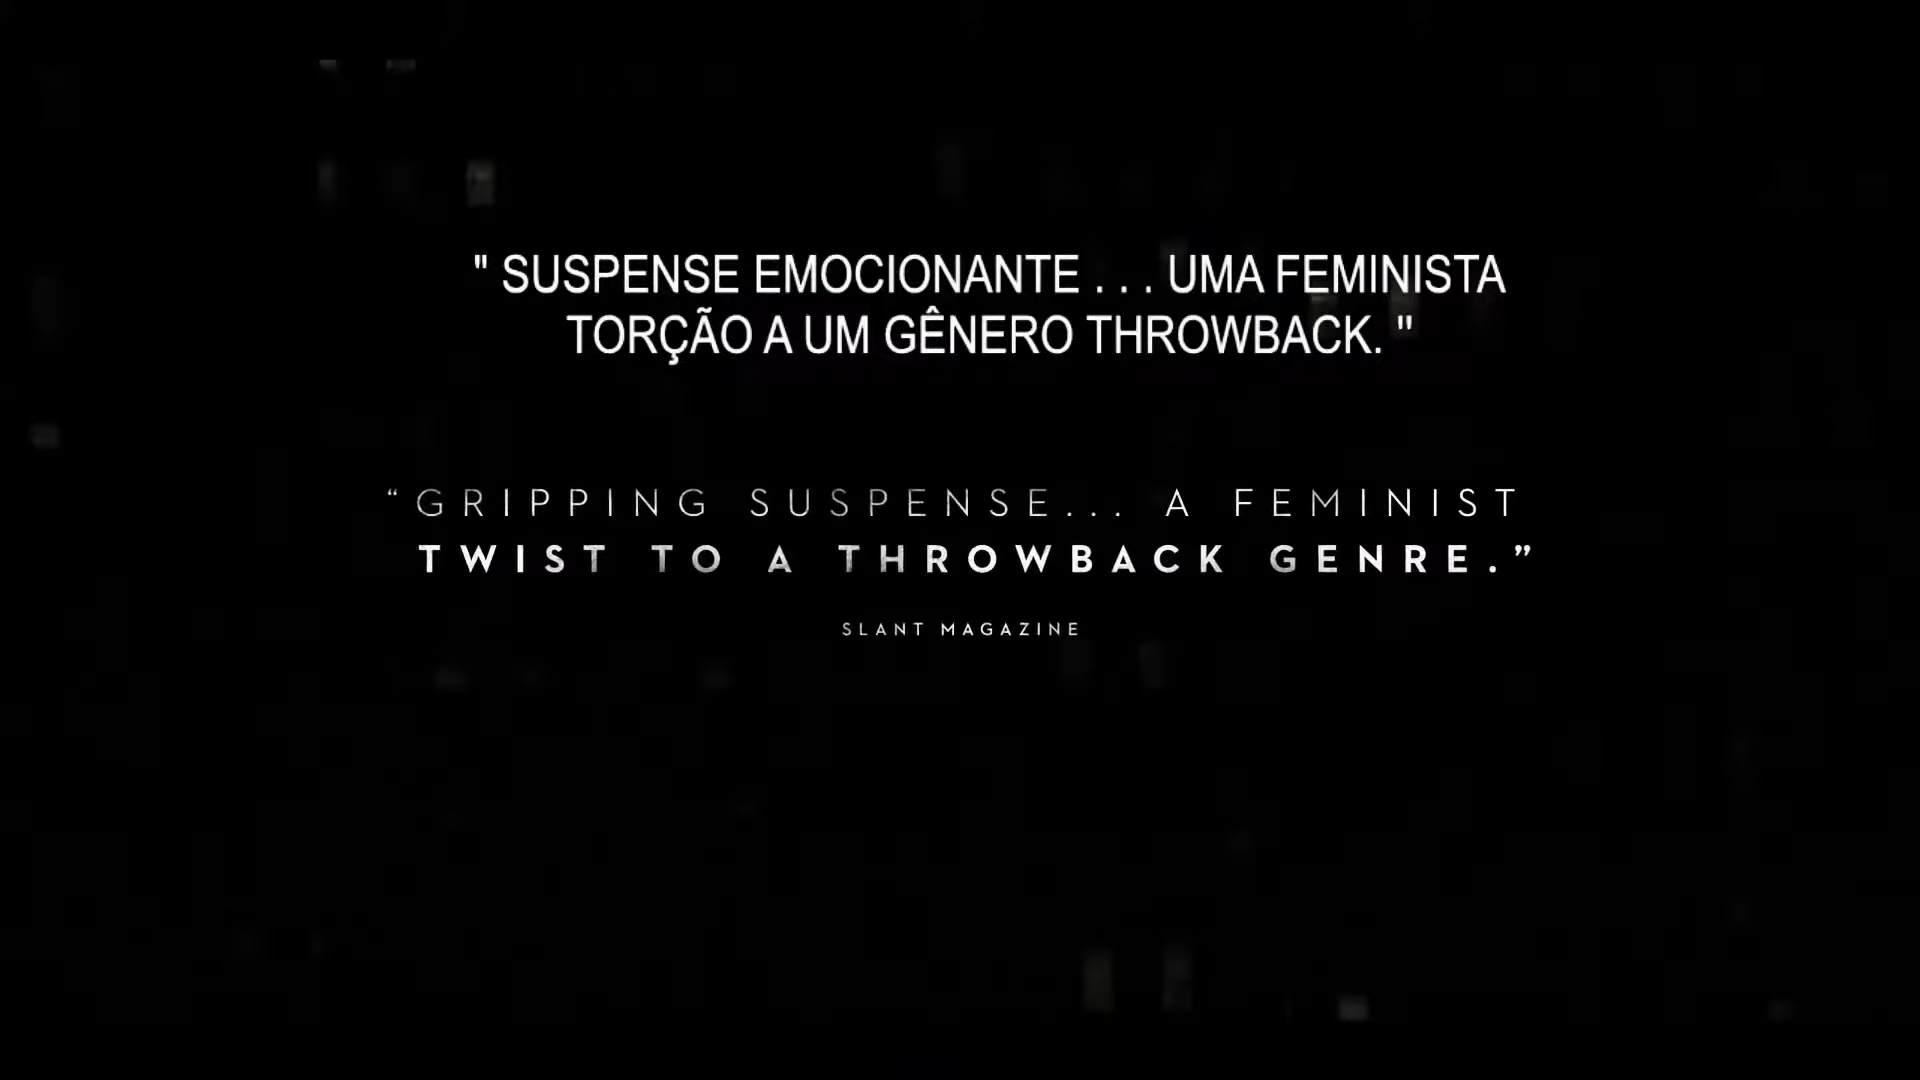 " SUSPENSE EMOCIONANTE . . . UMA FEMINISTA
TORÇÃO A UM GÊNERO THROWBACK. "
“GRIPPING SUSPENSE... A FEMINIST
TWIST TO A THROWBACK GENRE.”
SLANT MAGAZINE